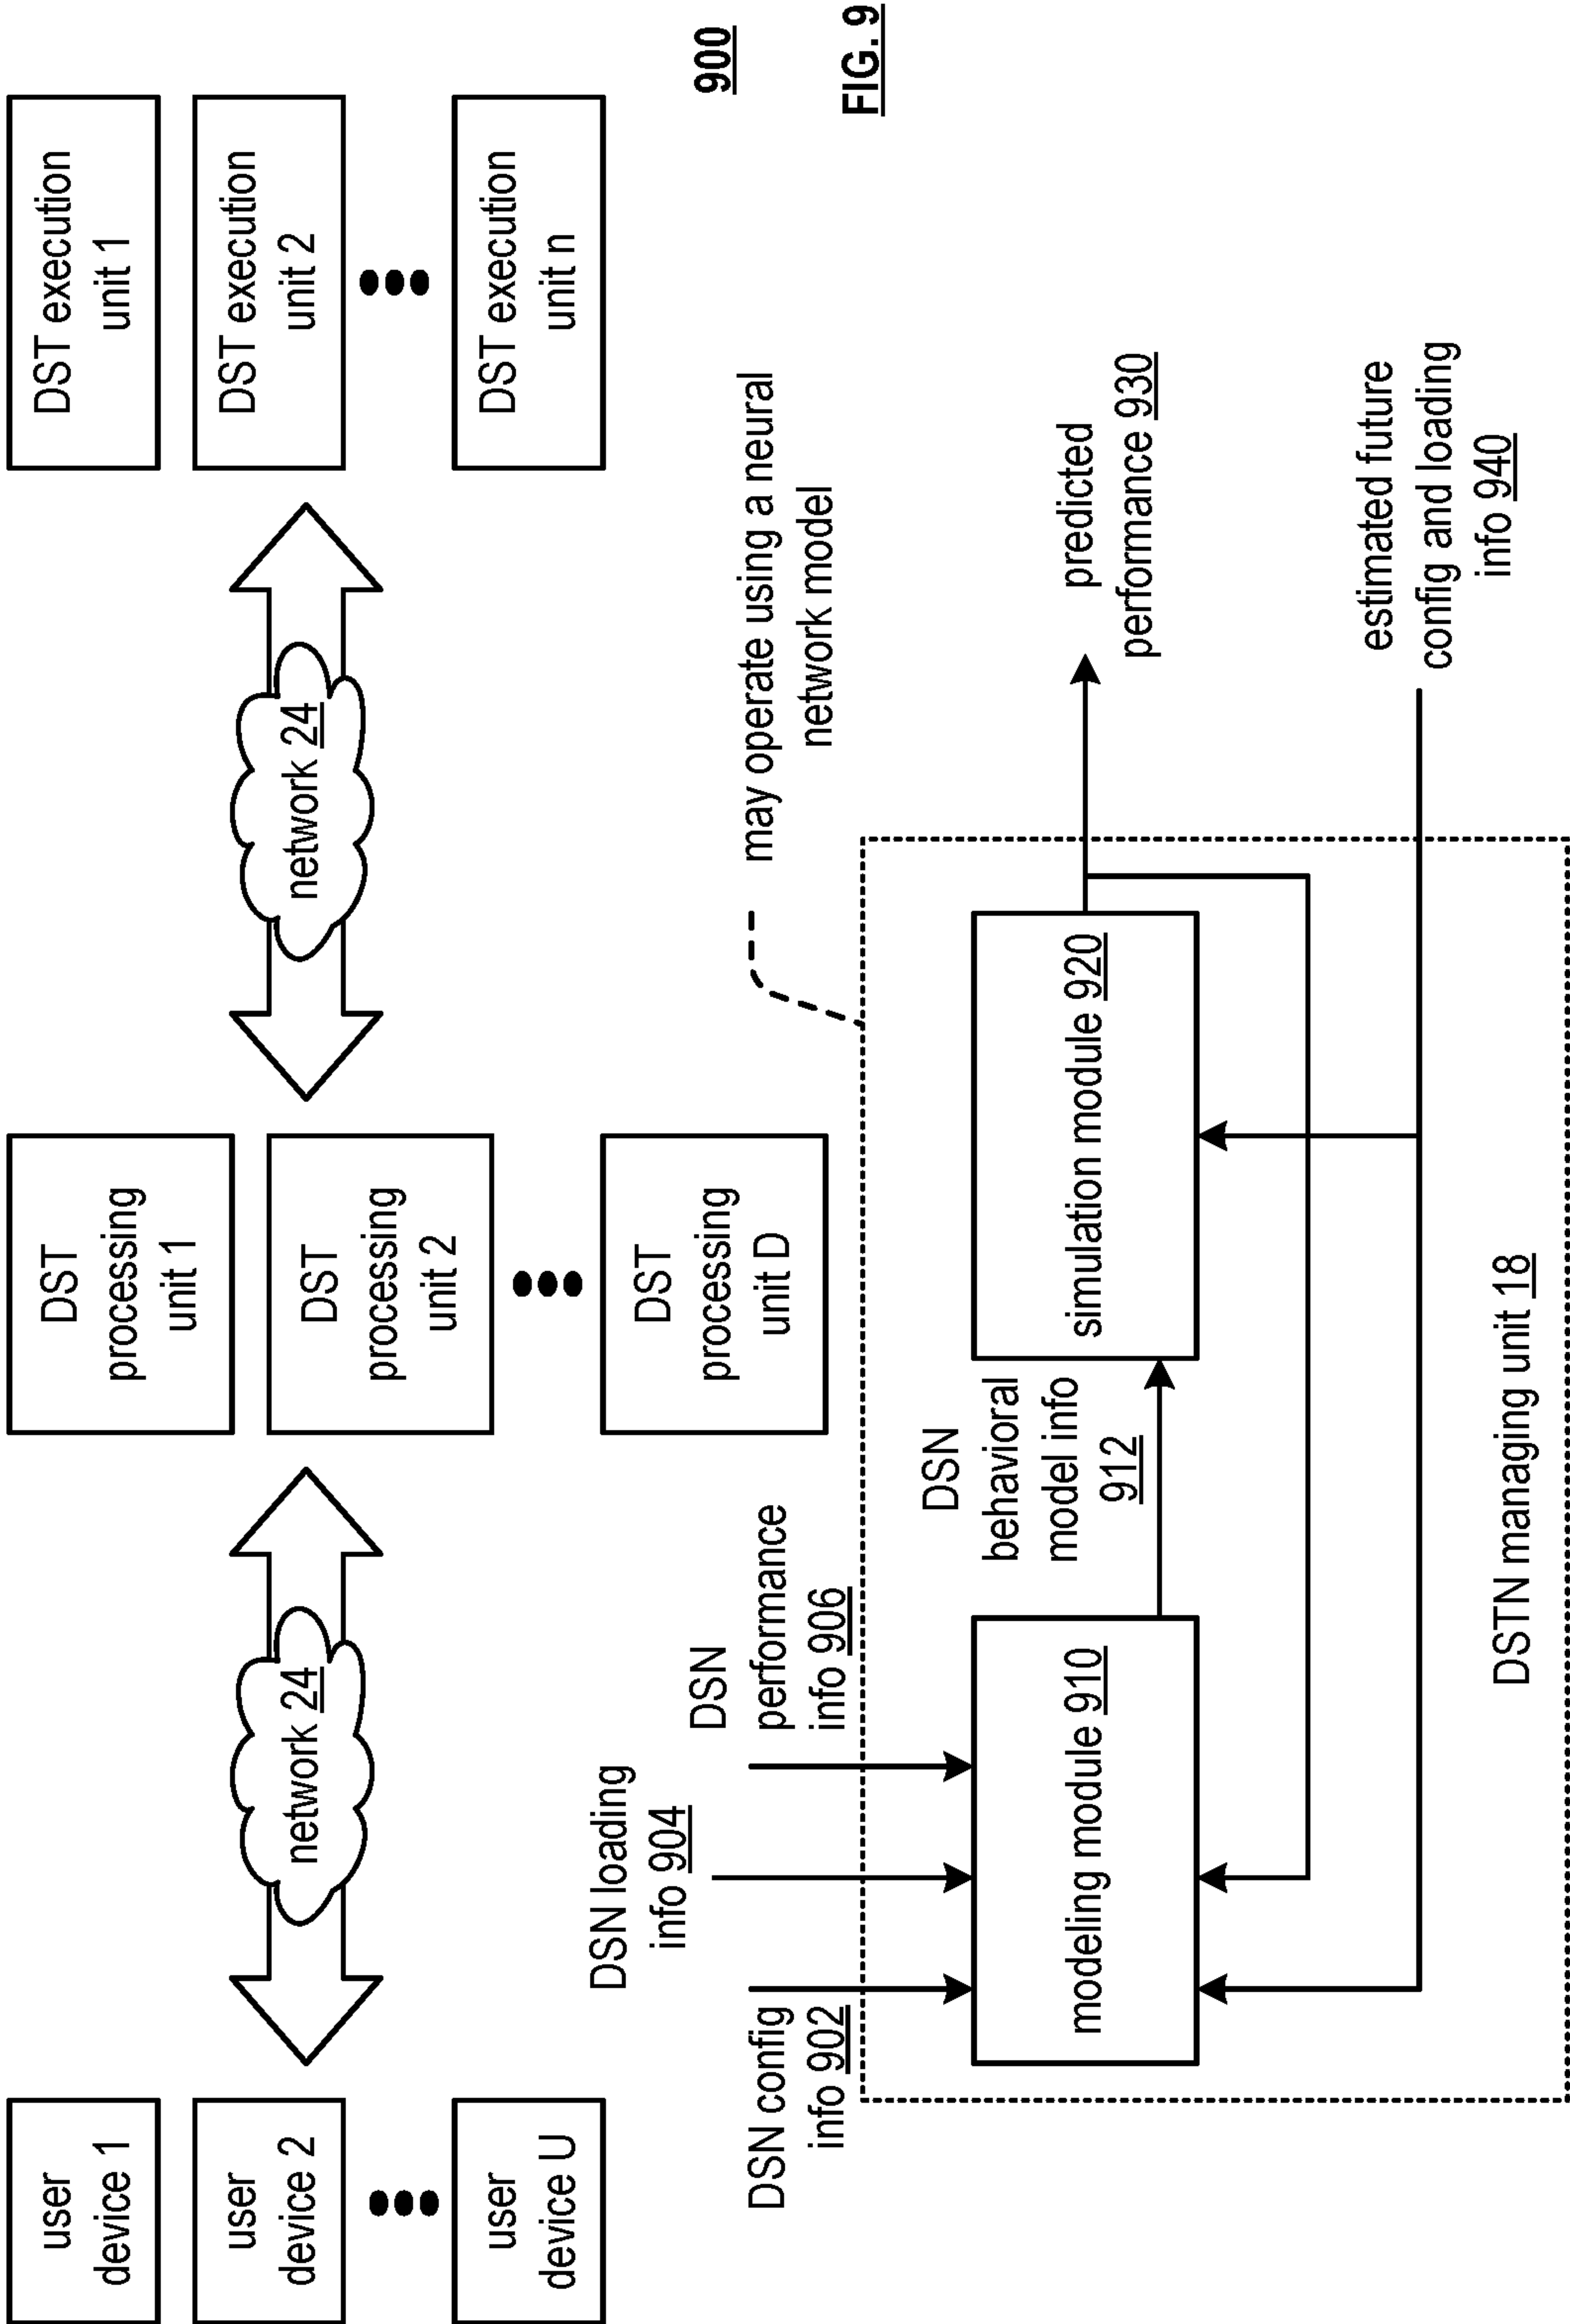 user
device 1
user
device 2
user
device U
network 24
DST
processing
unit 1
DST
processing
unit 2
DST
processing
unit D
network 24
DST execution
unit 1
DST execution
unit 2
DST execution
unit n
900
FIG. 9
DSN config
info 902
DSN loading
info 904
DSN
performance
info 906
may operate using a neural
network model
modeling module 910
DSN
behavioral
model info
912
simulation module 920
predicted
performance 930
estimated future
config and loading
info 940
DSTN managing unit 18